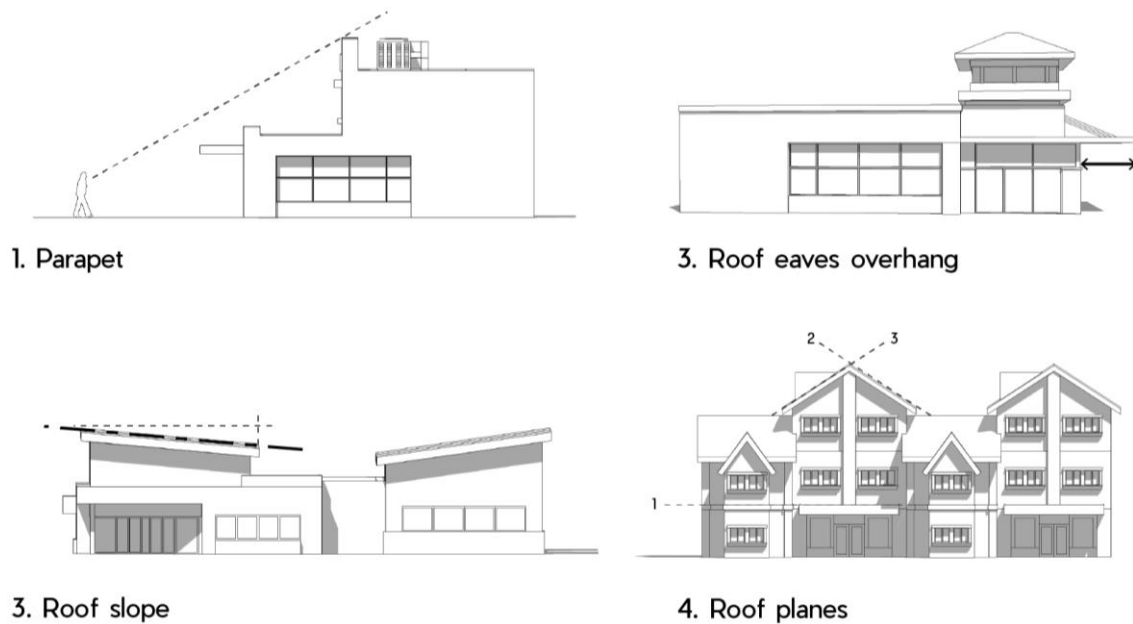 1. Parapet
3. Roof eaves overhang
2
3
1
3. Roof slope
4. Roof planes